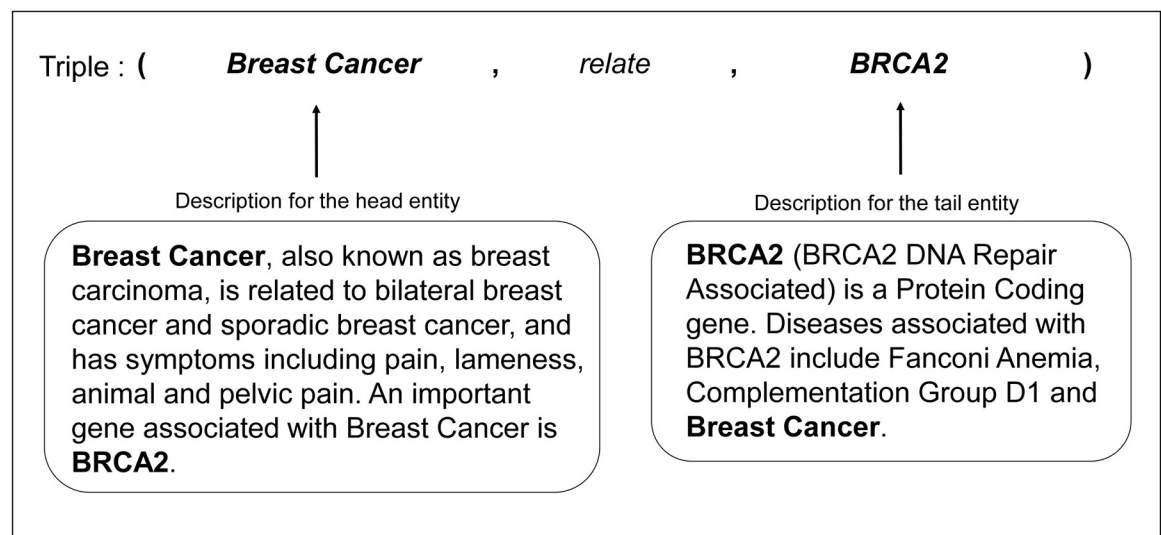 Triple : ( Breast Cancer , relate , BRCA2 )
Description for the head entity
Description for the tail entity
Breast Cancer, also known as breast
carcinoma, is related to bilateral breast
cancer and sporadic breast cancer, and
has symptoms including pain, lameness,
animal and pelvic pain. An important
gene associated with Breast Cancer is
BRCA2.
BRCA2 (BRCA2 DNA Repair
Associated) is a Protein Coding
gene. Diseases associated with
BRCA2 include Fanconi Anemia,
Complementation Group D1 and
Breast Cancer.